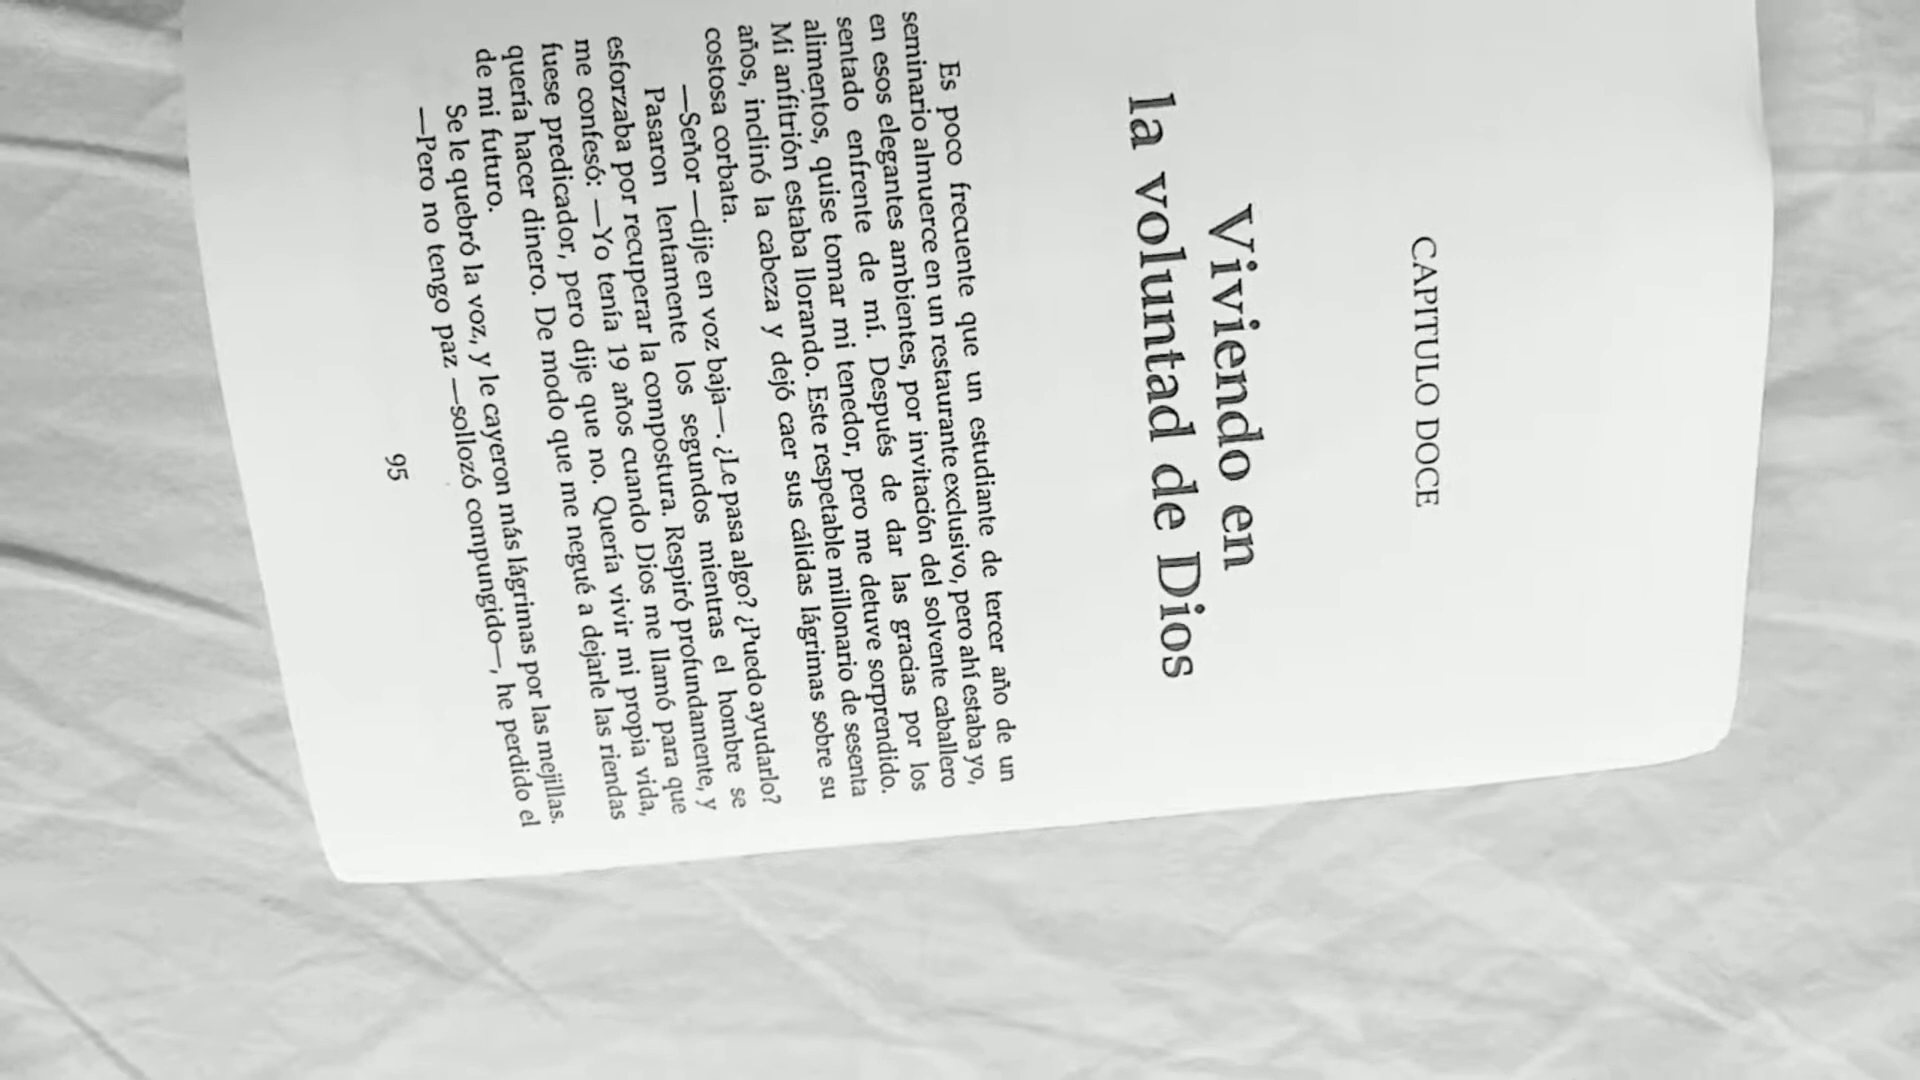 CAPITULO DOCE
Viviendo en
la voluntad de Dios
Es poco frecuente que un estudiante de tercer año de un
seminario almuerce en un restaurante exclusivo, pero ahí estaba yo,
en esos elegantes ambientes, por invitación del solvente caballero
sentado enfrente de mí. Después de dar las gracias por los
alimentos, quise tomar mi tenedor, pero me detuve sorprendido.
Mi anfitrión estaba llorando. Este respetable millonario de sesenta
años, inclinó la cabeza y dejó caer sus cálidas lágrimas sobre su
costosa corbata.
—Señor —dije en voz baja—. ¿Le pasa algo? ¿Puedo ayudarlo?
Pasaron lentamente los segundos mientras el hombre se
esforzaba por recuperar la compostura. Respiró profundamente, y
me confesó: —Yo tenía 19 años cuando Dios me llamó para que
fuese predicador, pero dije que no. Quería vivir mi propia vida,
quería hacer dinero. De modo que me negué a dejarle las riendas
de mi futuro.
Se le quebró la voz, y le cayeron más lágrimas por las mejillas.
—Pero no tengo paz —sollozó compungido—, he perdido el
95